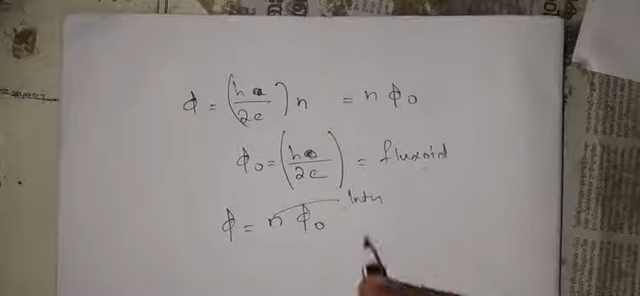 ϕ = (h/2e) n = n ϕ₀
ϕ₀ = (h/2e) = fluxoid
ϕ = n ϕ₀